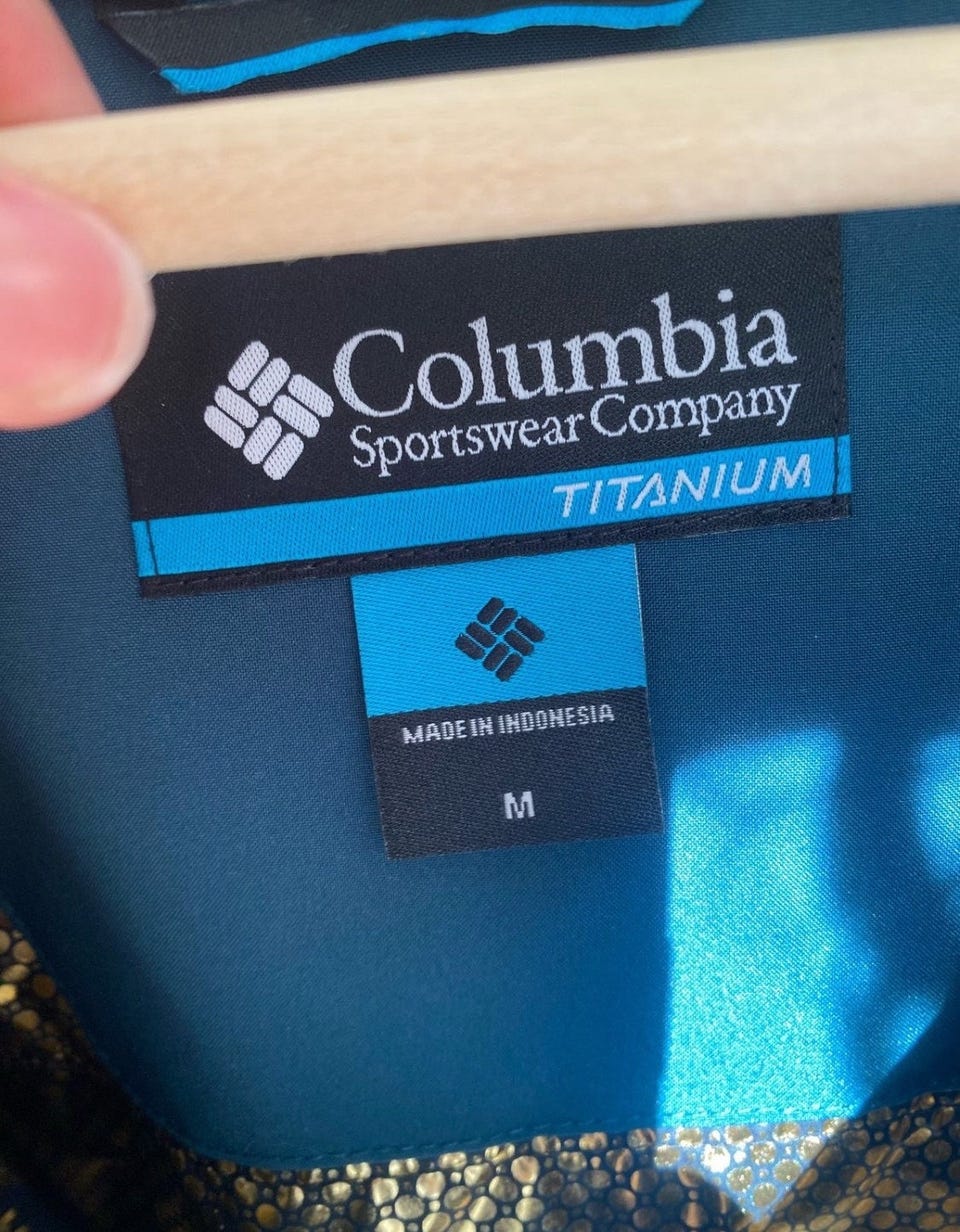 Columbia
Sportswear Company
TITANIUM
MADE IN INDONESIA
M